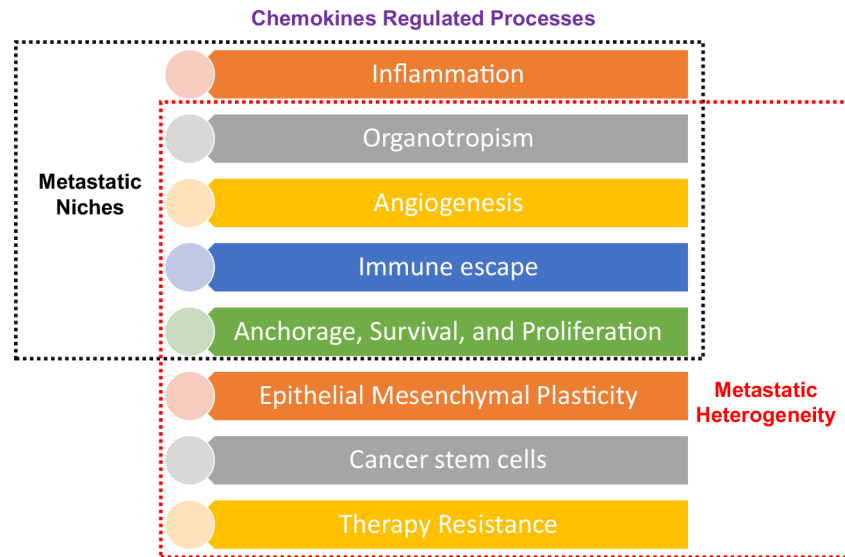 Chemokines Regulated Processes
Inflammation
Organotropism
Metastatic
Niches
Angiogenesis
Immune escape
Anchorage, Survival, and Proliferation
Epithelial Mesenchymal Plasticity
Metastatic
Heterogeneity
Cancer stem cells
Therapy Resistance